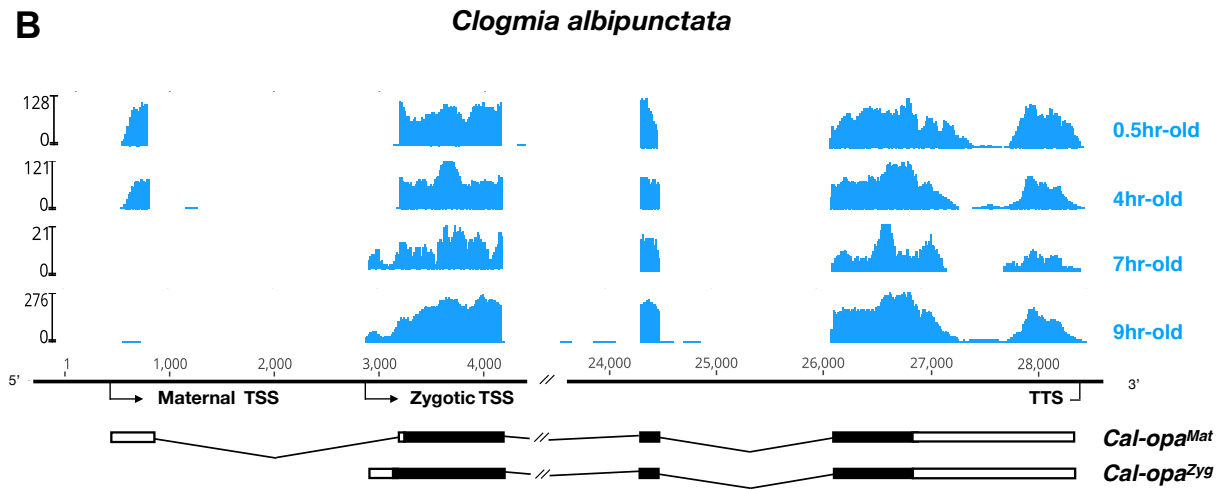 B
Clogmia albipunctata
128
0
0.5hr-old
121
0
4hr-old
21
0
7hr-old
276
0
9hr-old
1 1,000 2,000 3,000 4,000 24,000 25,000 26,000 27,000 28,000
5' // 3'
Maternal TSS Zygotic TSS TTS
// Cal-opaMat
// Cal-opaZyg